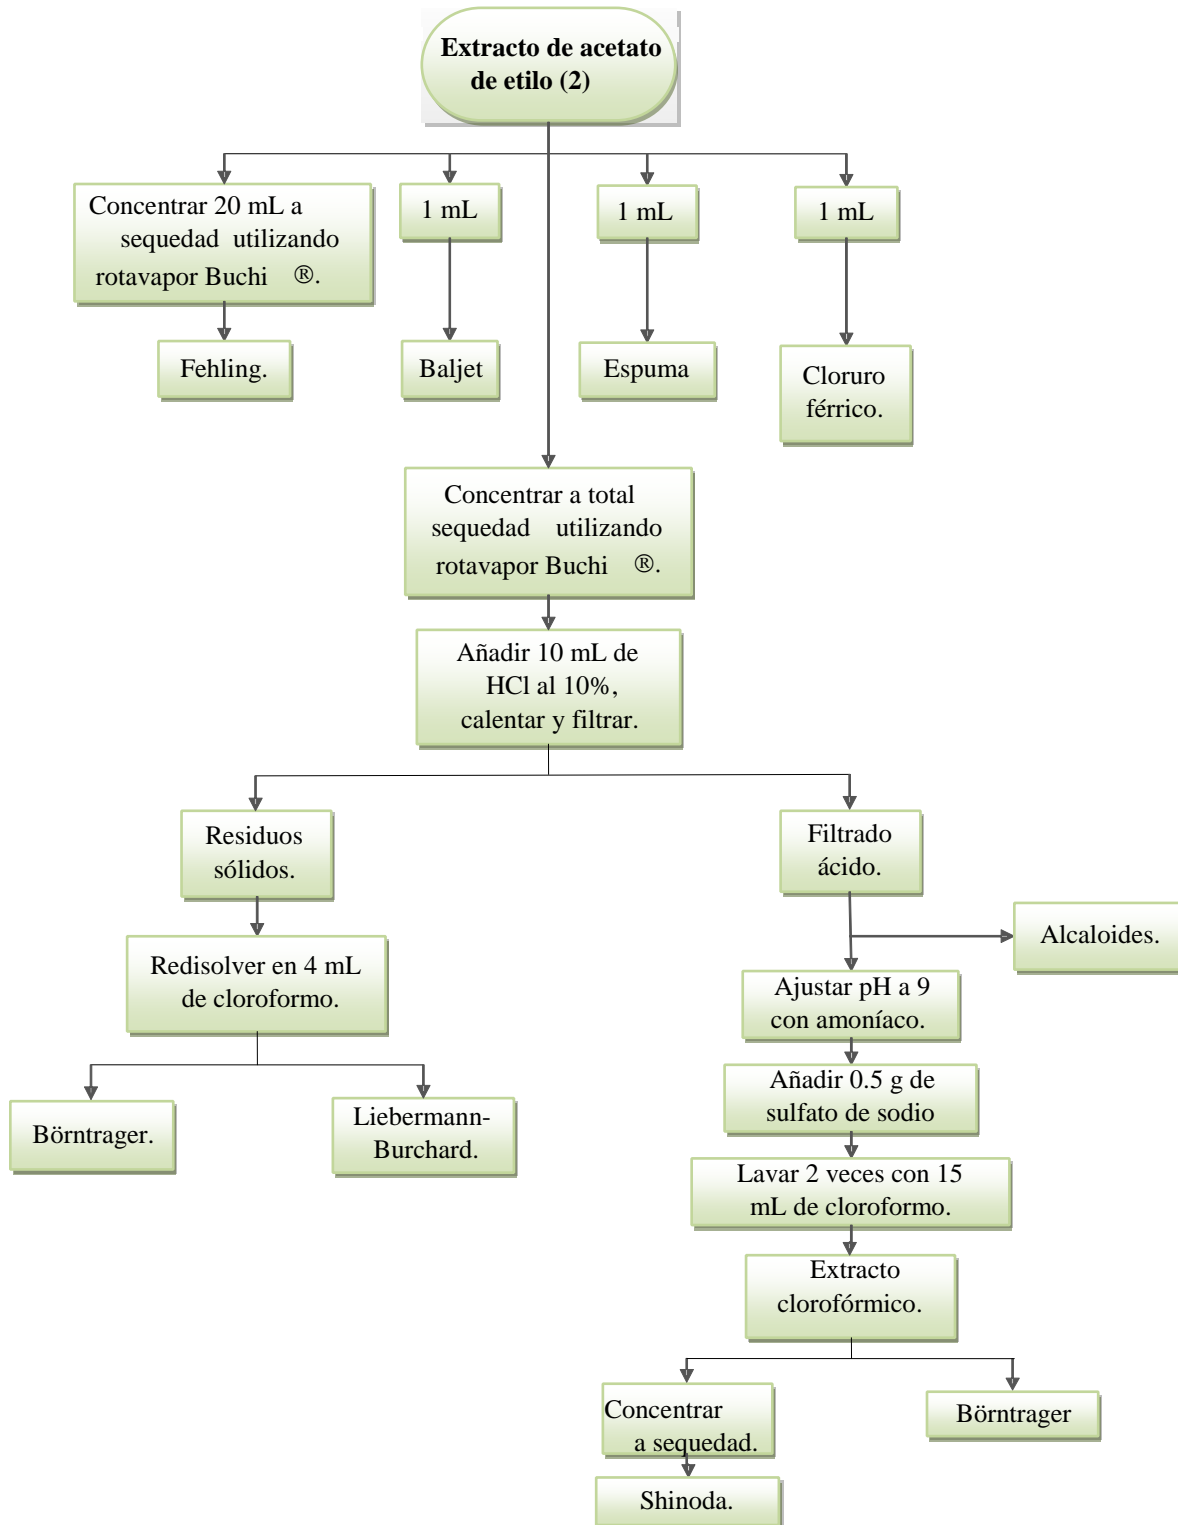 Extracto de acetato
de etilo (2)
Concentrar 20 mL a
sequedad utilizando
rotavapor Buchi ®.
1 mL
1 mL
1 mL
Fehling.
Baljet
Espuma
Cloruro
férrico.
Concentrar a total
sequedad utilizando
rotavapor Buchi ®.
Añadir 10 mL de
HCl al 10%,
calentar y filtrar.
Residuos
sólidos.
Filtrado
ácido.
Alcaloides.
Redisolver en 4 mL
de cloroformo.
Ajustar pH a 9
con amoníaco.
Añadir 0.5 g de
sulfato de sodio
Börntrager.
Liebermann-
Burchard.
Lavar 2 veces con 15
mL de cloroformo.
Extracto
clorofórmico.
Concentrar
a sequedad.
Börntrager
Shinoda.